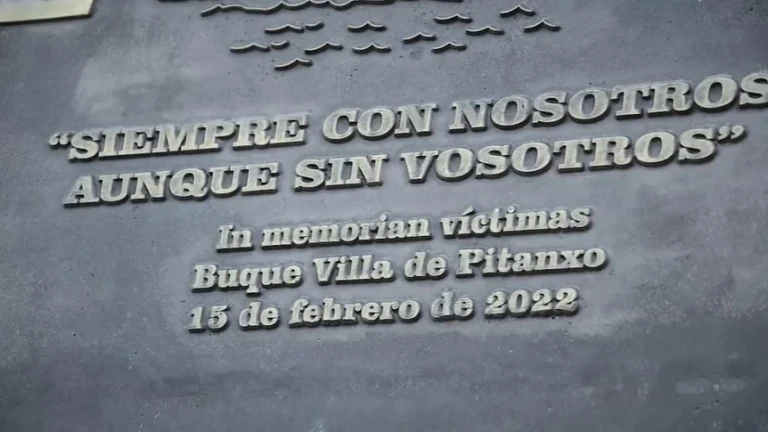 “SIEMPRE CON NOSOTROS
AUNQUE SIN VOSOTROS”
In memorian víctimas
Buque Villa de Pitanxo
15 de febrero de 2022